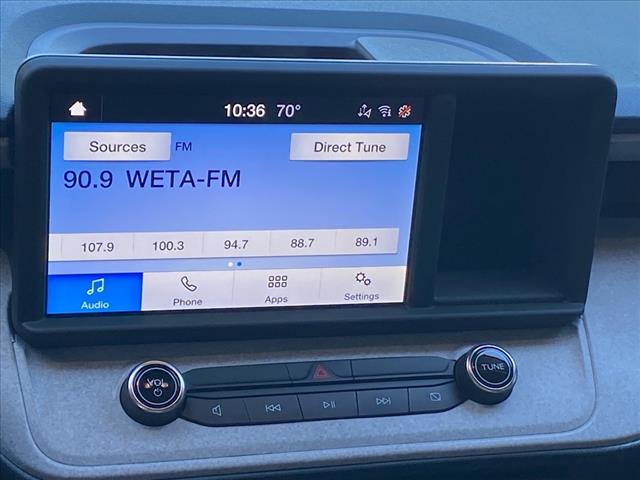 10:36 70°
Sources FM Direct Tune
90.9 WETA-FM
107.9 100.3 94.7 88.7 89.1
Audio Phone Apps Settings
VOL TUNE